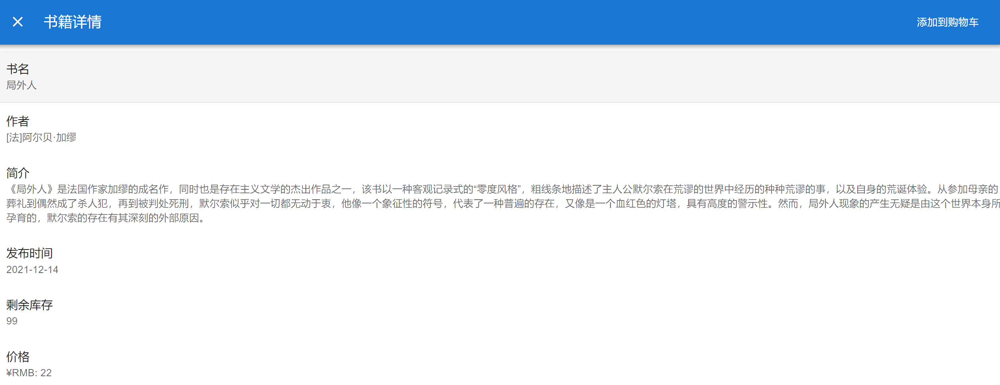 书籍详情
添加到购物车
书名
局外人
作者
[法]阿尔贝·加缪
简介
《局外人》是法国作家加缪的成名作，同时也是存在主义文学的杰出作品之一，该书以一种客观记录式的“零度风格”，粗线条地描述了主人公默尔索在荒谬的世界中经历的种种荒谬的事，以及自身的荒诞体验。从参加母亲的
葬礼到偶然成了杀人犯，再到被判处死刑，默尔索似乎对一切都无动于衷，他像一个象征性的符号，代表了一种普遍的存在，又像是一个血红色的灯塔，具有高度的警示性。然而，局外人现象的产生无疑是由这个世界本身所
孕育的，默尔索的存在有其深刻的外部原因。
发布时间
2021-12-14
剩余库存
99
价格
¥RMB: 22